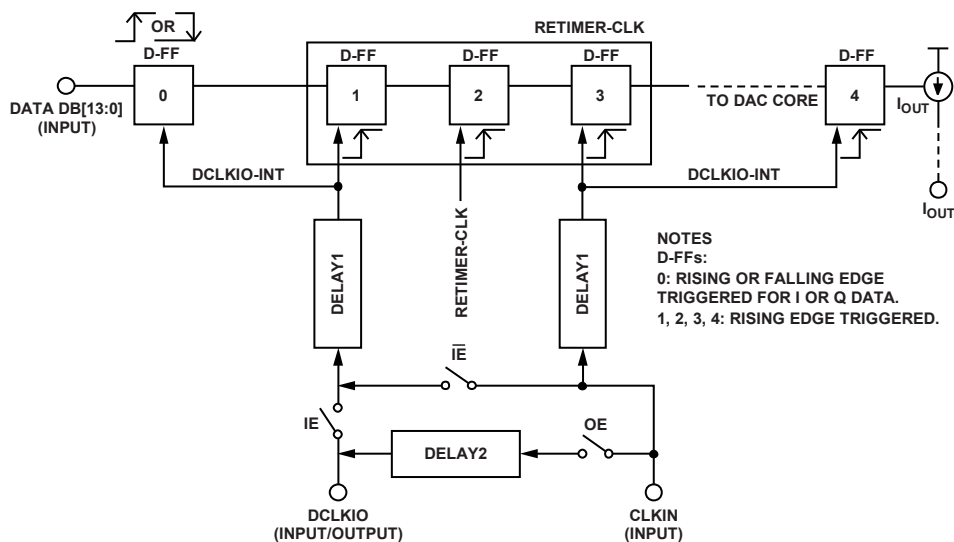 OR
RETIMER-CLK
D-FF
D-FF
D-FF
D-FF
D-FF
0
1
2
3
4
DATA DB[13:0]
(INPUT)
TO DAC CORE
IOUT
DCLKIO-INT
DCLKIO-INT
IOUT
DELAY1
RETIMER-CLK
DELAY1
NOTES
D-FFs:
0: RISING OR FALLING EDGE
TRIGGERED FOR I OR Q DATA.
1, 2, 3, 4: RISING EDGE TRIGGERED.
IE
IE
OE
DELAY2
DCLKIO
(INPUT/OUTPUT)
CLKIN
(INPUT)